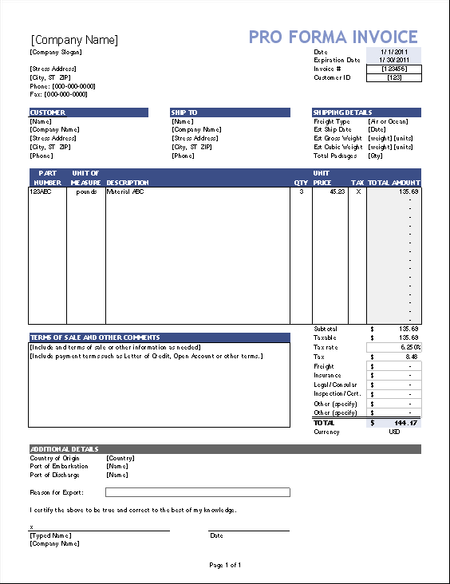 [Company Name]
PRO FORMA INVOICE
[Company Slogan]
Date 1/1/2011
Expiration Date 1/30/2011
[Stress Address]
Invoice # [123456]
[City, ST ZIP]
Customer ID [123]
Phone: [000-000-0000]
Fax: [000-000-0000]
CUSTOMER SHIP TO SHIPPING DETAILS
[Name] [Name] Freight Type [Air or Ocean]
[Company Name] [Company Name] Est Ship Date [Date]
[Stress Address] [Stress Address] Est Gross Weight [weight] [units]
[City, ST ZIP] [City, ST ZIP] Est Cubic Weight [weight] [units]
[Phone] [Phone] Total Packages [Qty]
PART NUMBER UNIT OF MEASURE DESCRIPTION QTY UNIT PRICE TAX TOTAL AMOUNT
123ABC pounds Material ABC 3 45.23 X 135.69
-
-
-
-
-
-
-
-
-
-
-
-
-
Subtotal $ 135.69
Taxable $ 135.69
Tax rate 6.250%
Tax $ 8.48
Freight $ -
Insurance $ -
Legal/Consular $ -
Inspection/Cert. $ -
Other (specify) $ -
Other (specify) $ -
TOTAL $ 144.17
Currency USD
TERMS OF SALE AND OTHER COMMENTS
[Include and terms of sale or other information as needed]
[Include payment terms such as Letter of Credit, Open Account or other terms.]
ADDITIONAL DETAILS
Country of Origin [Country]
Port of Embarkation [Name]
Port of Discharge [Name]
Reason for Export:
I certify the above to be true and correct to the best of my knowledge.
x
[Typed Name] Date
[Company Name]
Page 1 of 1